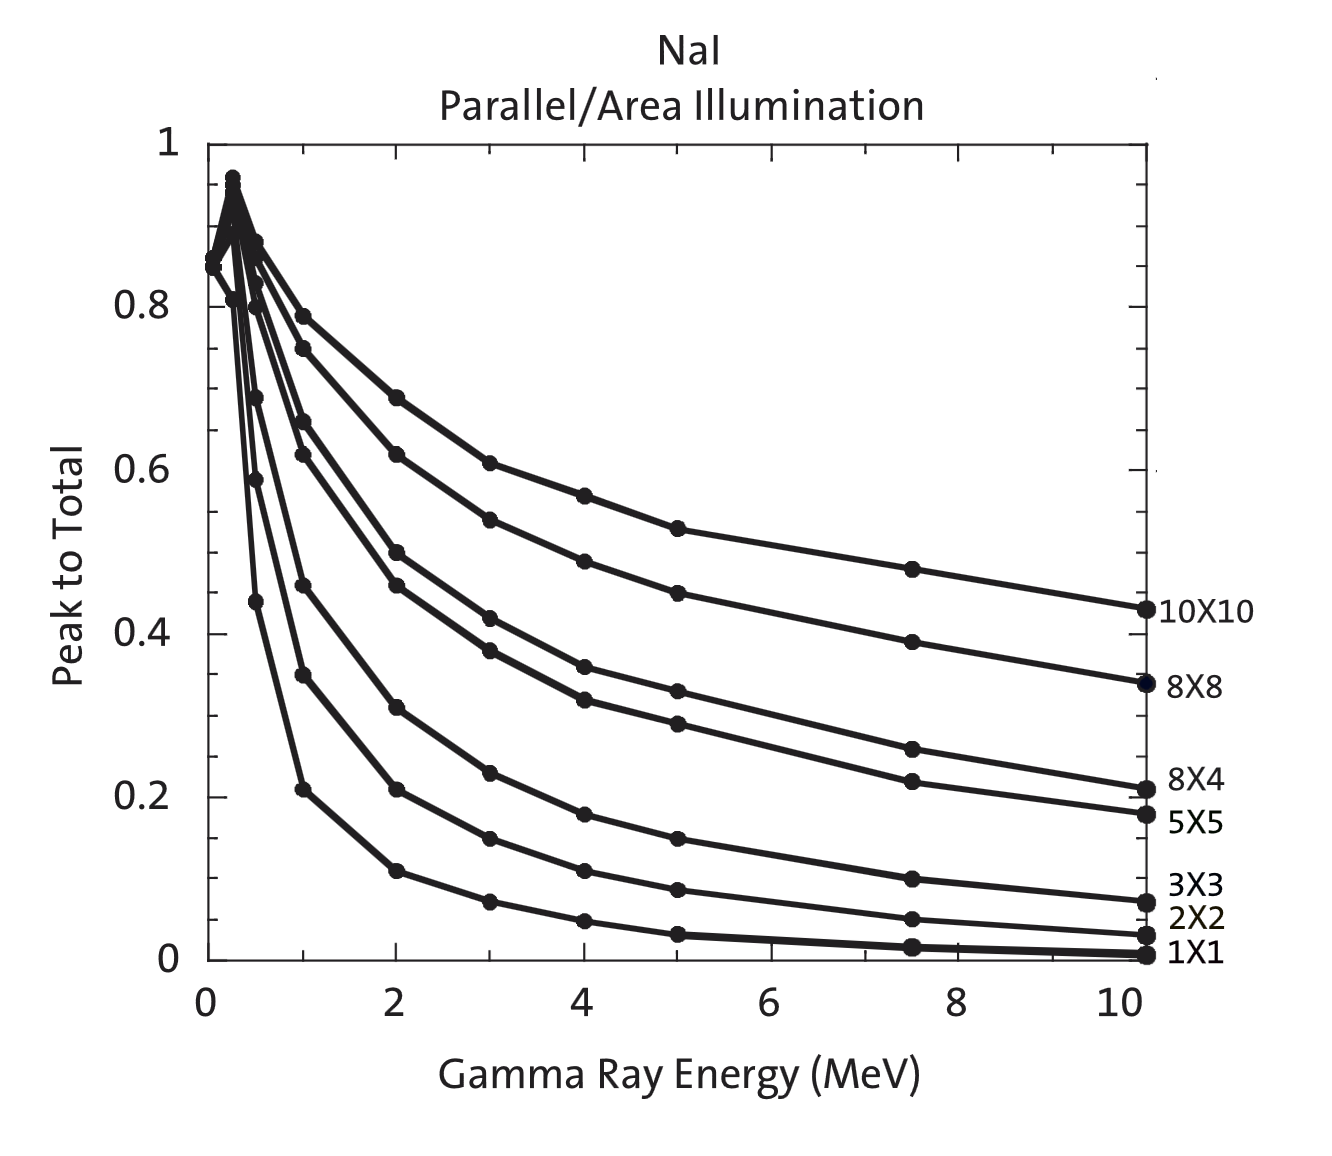 NaI
Parallel/Area Illumination
1
0.8
0.6
0.4
0.2
0
Peak to Total
10X10
8X8
8X4
5X5
3X3
2X2
1X1
0 2 4 6 8 10
Gamma Ray Energy (MeV)